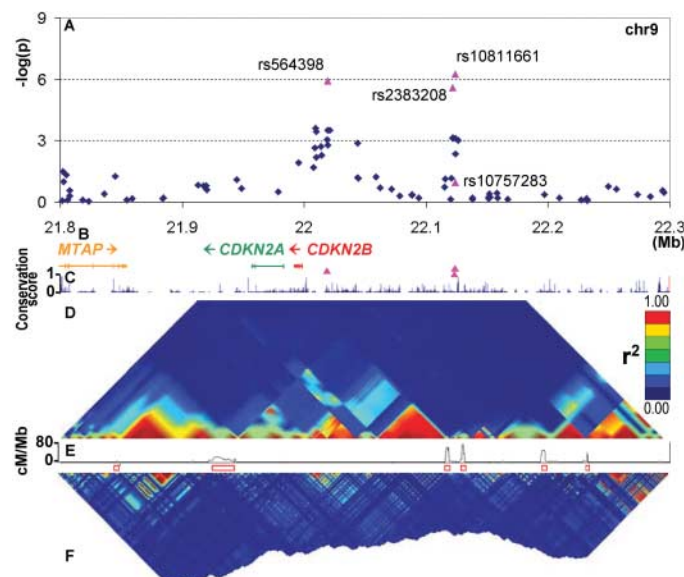 A
chr9
-log(p)
9
6
3
0
rs564398
rs10811661
rs2383208
rs10757283
21.8
21.9
22
22.1
22.2
22.3
(Mb)
B
MTAP →
← CDKN2A
← CDKN2B
C
Conservation score
1
0
D
1.00
r²
0.00
E
cM/Mb
80
0
F